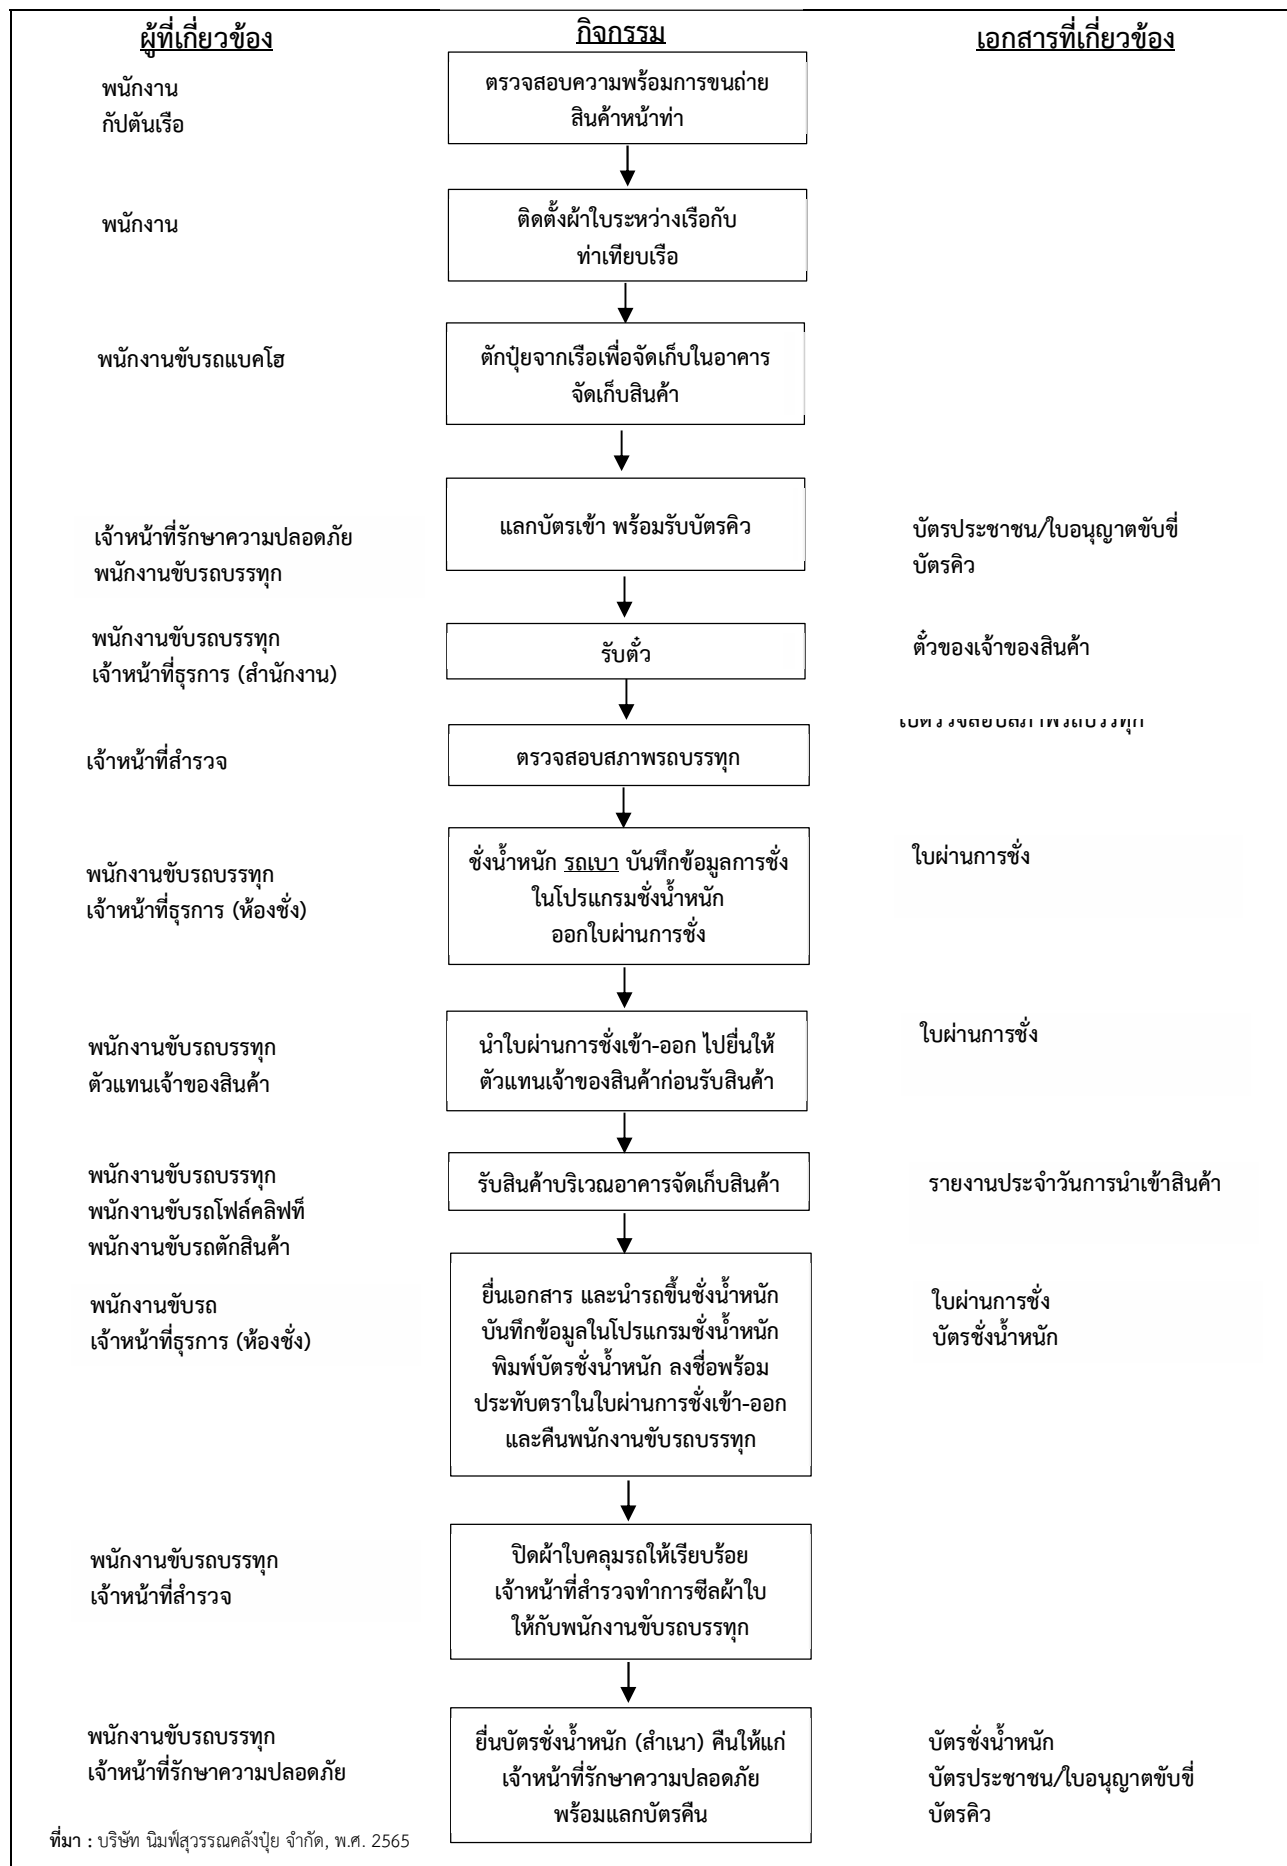 ผู้ที่เกี่ยวข้อง
กิจกรรม
เอกสารที่เกี่ยวข้อง
พนักงาน
กัปตันเรือ
ตรวจสอบความพร้อมการขนถ่าย
สินค้าหน้าท่า
พนักงาน
ติดตั้งผ้าใบระหว่างเรือกับ
ท่าเทียบเรือ
พนักงานขับรถแบคโฮ
ตักปุ๋ยจากเรือเพื่อจัดเก็บในอาคาร
จัดเก็บสินค้า
เจ้าหน้าที่รักษาความปลอดภัย
พนักงานขับรถบรรทุก
แลกบัตรเข้า พร้อมรับบัตรคิว
บัตรประชาชน/ใบอนุญาตขับขี่
บัตรคิว
พนักงานขับรถบรรทุก
เจ้าหน้าที่ธุรการ (สำนักงาน)
รับตั๋ว
ตั๋วของเจ้าของสินค้า
เจ้าหน้าที่สำรวจ
ตรวจสอบสภาพรถบรรทุก
พนักงานขับรถบรรทุก
เจ้าหน้าที่ธุรการ (ห้องชั่ง)
ชั่งน้ำหนัก รถเบา บันทึกข้อมูลการชั่ง
ในโปรแกรมชั่งน้ำหนัก
ออกใบผ่านการชั่ง
ใบผ่านการชั่ง
พนักงานขับรถบรรทุก
ตัวแทนเจ้าของสินค้า
นำใบผ่านการชั่งเข้า-ออก ไปยื่นให้
ตัวแทนเจ้าของสินค้าก่อนรับสินค้า
ใบผ่านการชั่ง
พนักงานขับรถบรรทุก
พนักงานขับรถโฟล์คลิฟท์
พนักงานขับรถตักสินค้า
รับสินค้าบริเวณอาคารจัดเก็บสินค้า
รายงานประจำวันการนำเข้าสินค้า
พนักงานขับรถ
เจ้าหน้าที่ธุรการ (ห้องชั่ง)
ยื่นเอกสาร และนำรถขึ้นชั่งน้ำหนัก
บันทึกข้อมูลในโปรแกรมชั่งน้ำหนัก
พิมพ์บัตรชั่งน้ำหนัก ลงชื่อพร้อม
ประทับตราในใบผ่านการชั่งเข้า-ออก
และคืนพนักงานขับรถบรรทุก
ใบผ่านการชั่ง
บัตรชั่งน้ำหนัก
พนักงานขับรถบรรทุก
เจ้าหน้าที่สำรวจ
ปิดผ้าใบคลุมรถให้เรียบร้อย
เจ้าหน้าที่สำรวจทำการซีลผ้าใบ
ให้กับพนักงานขับรถบรรทุก
พนักงานขับรถบรรทุก
เจ้าหน้าที่รักษาความปลอดภัย
ยื่นบัตรชั่งน้ำหนัก (สำเนา) คืนให้แก่
เจ้าหน้าที่รักษาความปลอดภัย
พร้อมแลกบัตรคืน
บัตรชั่งน้ำหนัก
บัตรประชาชน/ใบอนุญาตขับขี่
บัตรคิว
ที่มา : บริษัท นิมฟ์สุวรรณคลังปุ๋ย จำกัด, พ.ศ. 2565